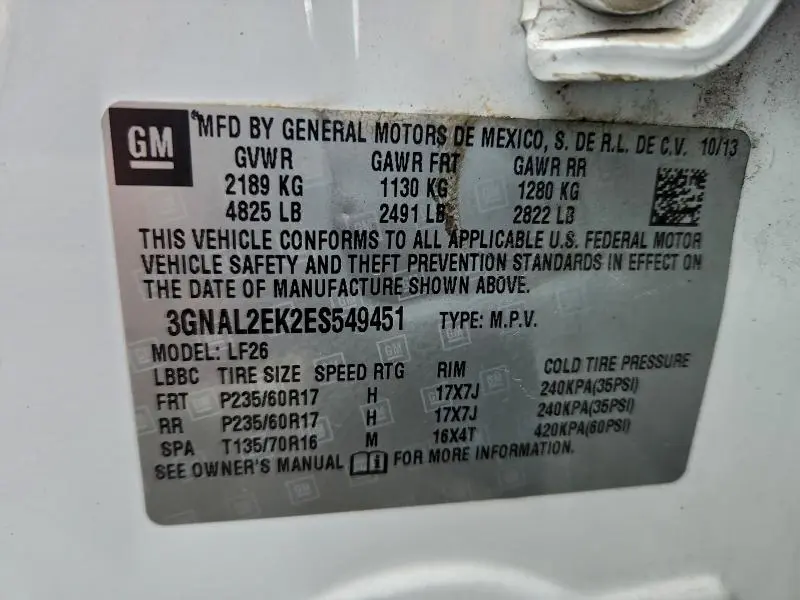 GM
*MFD BY GENERAL MOTORS DE MEXICO, S. DE R.L. DE C.V. 10/13
GVWR GAWR FRT GAWR RR
2189 KG 1130 KG 1280 KG
4825 LB 2491 LB 2822 LB
THIS VEHICLE CONFORMS TO ALL APPLICABLE U.S. FEDERAL MOTOR
VEHICLE SAFETY AND THEFT PREVENTION STANDARDS IN EFFECT ON
THE DATE OF MANUFACTURE SHOWN ABOVE.
3GNAL2EK2ES549451 TYPE: M.P.V.
MODEL: LF26
LBBC TIRE SIZE SPEED RTG RIM COLD TIRE PRESSURE
FRT P235/60R17 H 17X7J 240KPA(35PSI)
RR P235/60R17 H 17X7J 240KPA(35PSI)
SPA T135/70R16 M 16X4T 420KPA(60PSI)
SEE OWNER'S MANUAL FOR MORE INFORMATION.